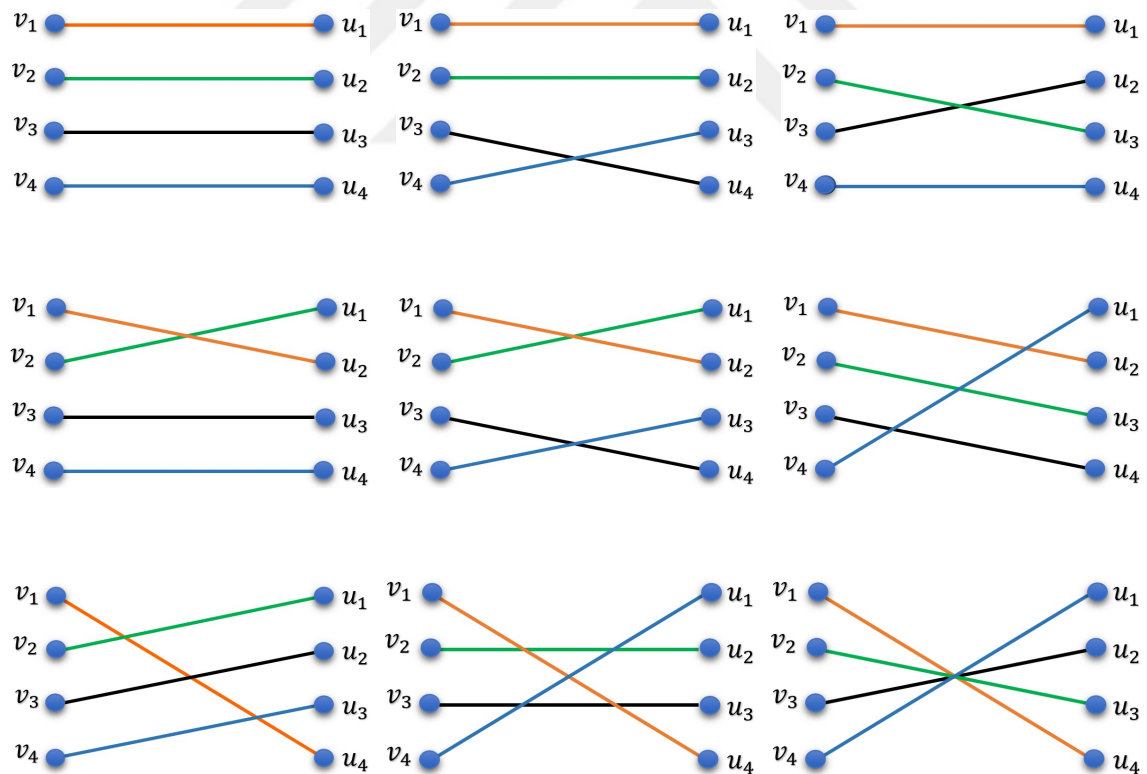 v₁ u₁ v₁ u₁ v₁ u₁
v₂ u₂ v₂ u₂ v₂ u₂
v₃ u₃ v₃ u₃ v₃ u₃
v₄ u₄ v₄ u₄ v₄ u₄
v₁ u₁ v₁ u₁ v₁ u₁
v₂ u₂ v₂ u₂ v₂ u₂
v₃ u₃ v₃ u₃ v₃ u₃
v₄ u₄ v₄ u₄ v₄ u₄
v₁ u₁ v₁ u₁ v₁ u₁
v₂ u₂ v₂ u₂ v₂ u₂
v₃ u₃ v₃ u₃ v₃ u₃
v₄ u₄ v₄ u₄ v₄ u₄